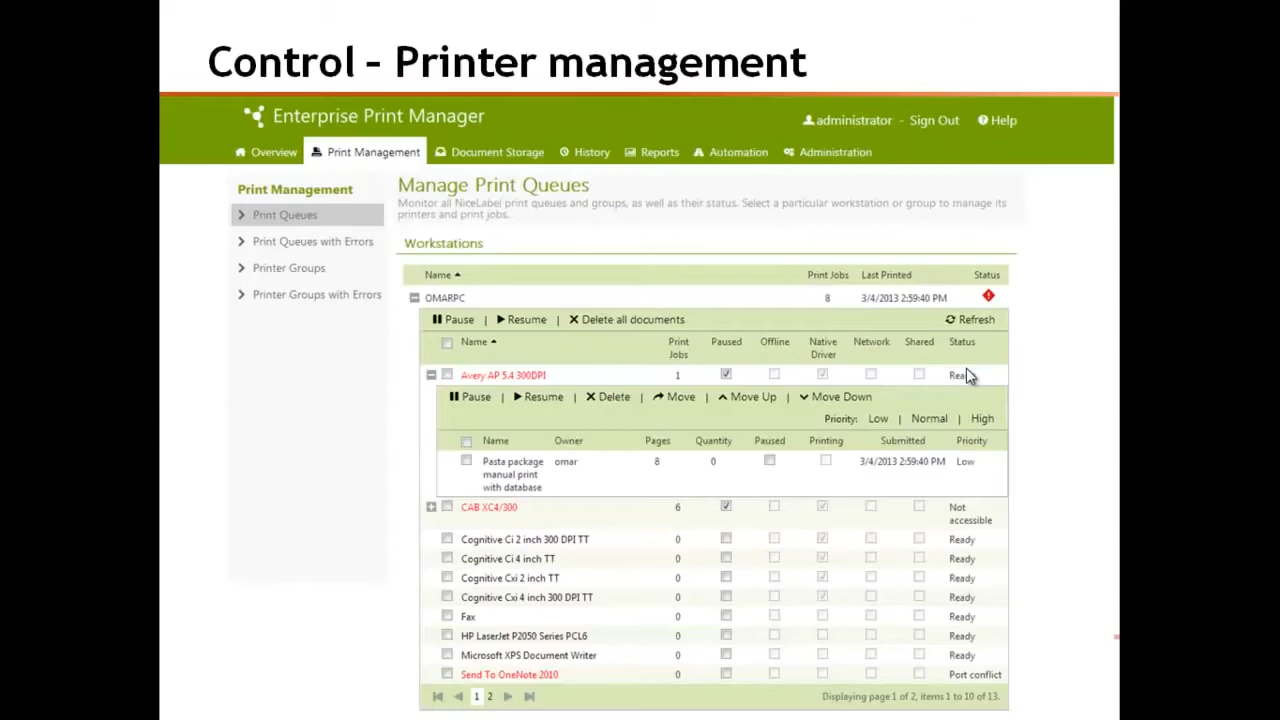 Control – Printer management
Enterprise Print Manager
administrator - Sign Out Help
Overview Print Management Document Storage History Reports Automation Administration
Print Management
Print Queues
Print Queues with Errors
Printer Groups
Printer Groups with Errors
Manage Print Queues
Monitor all NiceLabel print queues and groups, as well as their status. Select a particular workstation or group to manage its
printers and print jobs.
Workstations
Name Print Jobs Last Printed Status
OMARPC 8 3/4/2013 2:59:40 PM
Pause | Resume | Delete all documents Refresh
Name Print Jobs Paused Offline Native Driver Network Shared Status
Avery AP 5.4 300DPI 1
Pause | Resume | Delete | Move | Move Up | Move Down
Priority: Low | Normal | High
Name Owner Pages Quantity Paused Printing Submitted Priority
Pasta package omar 8 0 3/4/2013 2:59:40 PM Low
manual print
with database
CAB XC4/300 6 Not
accessible
Cognitive Ci 2 inch 300 DPI TT 0 Ready
Cognitive Ci 4 inch TT 0 Ready
Cognitive Cxi 2 inch TT 0 Ready
Cognitive Cxi 4 inch 300 DPI TT 0 Ready
Fax 0 Ready
HP LaserJet P2050 Series PCL6 0 Ready
Microsoft XPS Document Writer 0 Ready
Send To OneNote 2010 0 Port conflict
1 2 Displaying page 1 of 2, items 1 to 10 of 13.